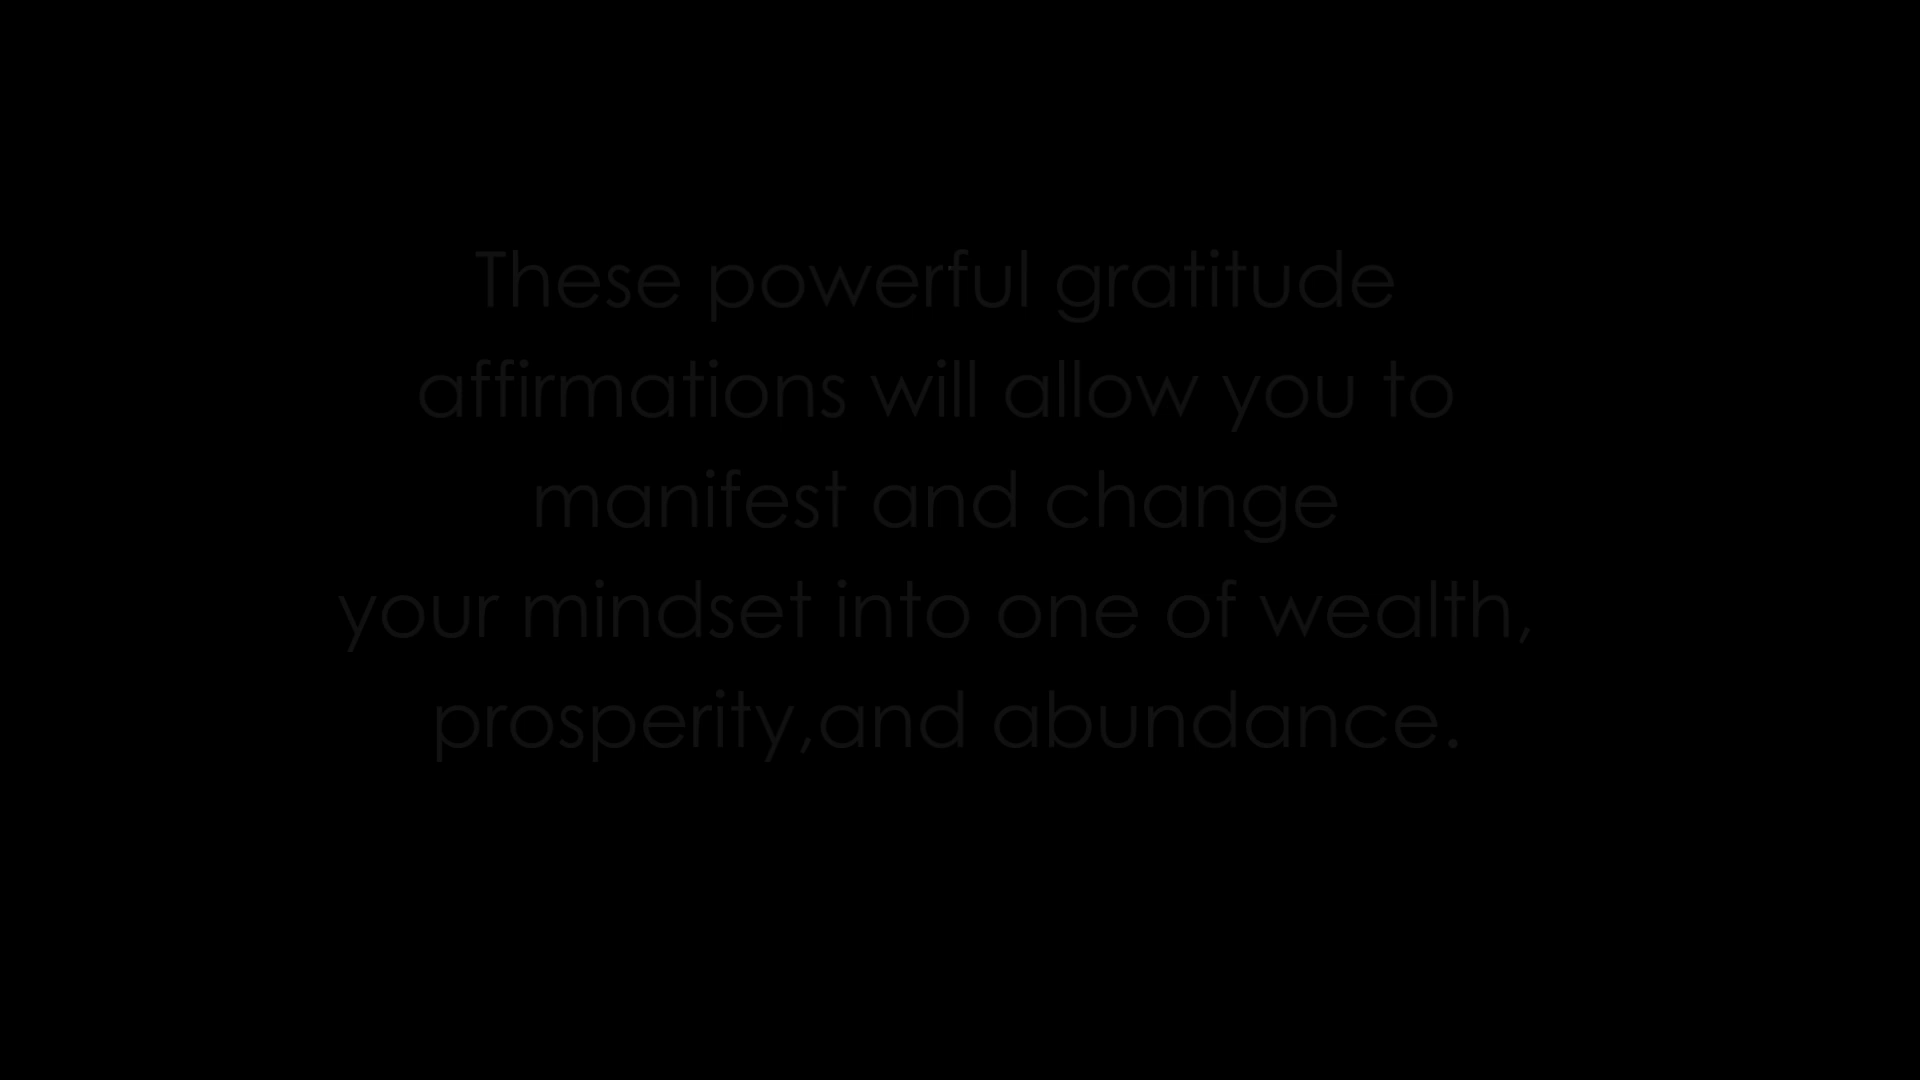 These powerful gratitude
affirmations will allow you to
manifest and change
your mindset into one of wealth,
prosperity,and abundance.